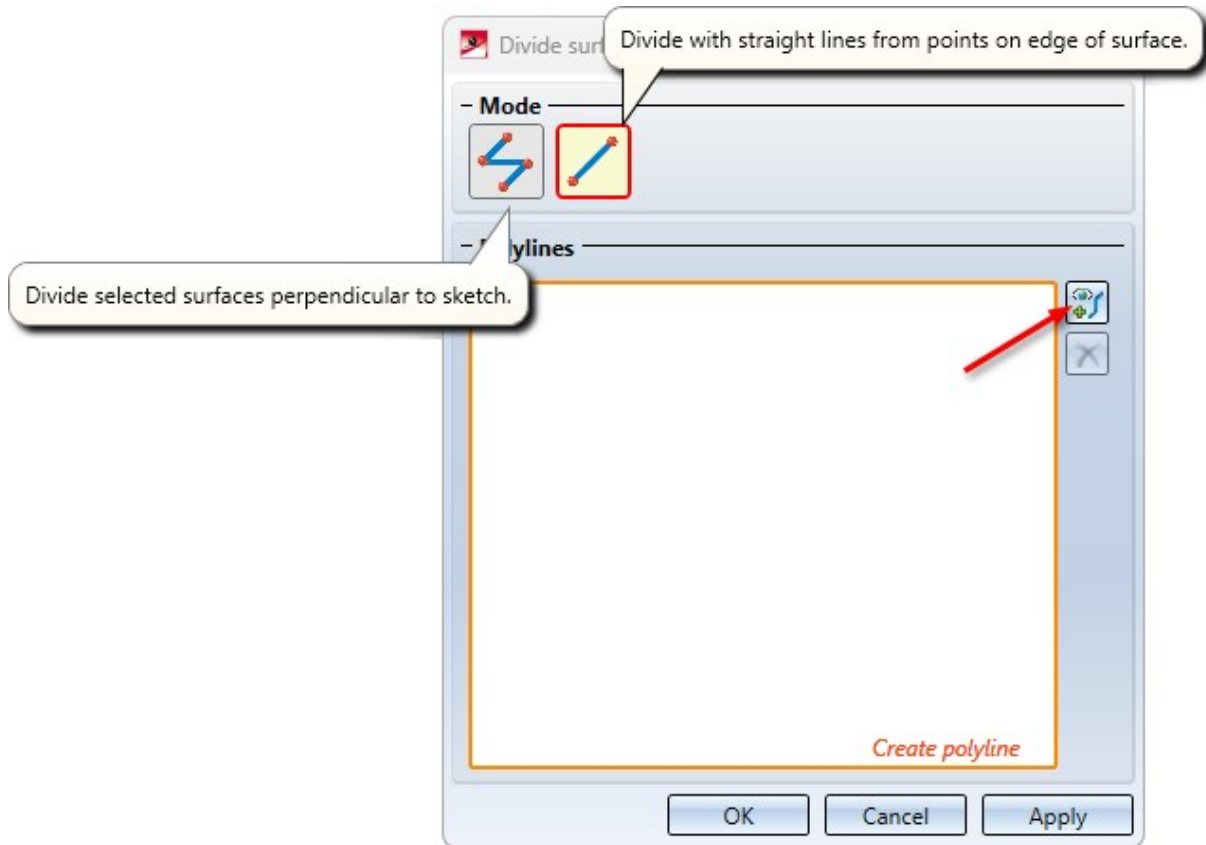 Divide surf
Divide with straight lines from points on edge of surface.
Mode
Divide selected surfaces perpendicular to sketch.
Create polyline
OK
Cancel
Apply